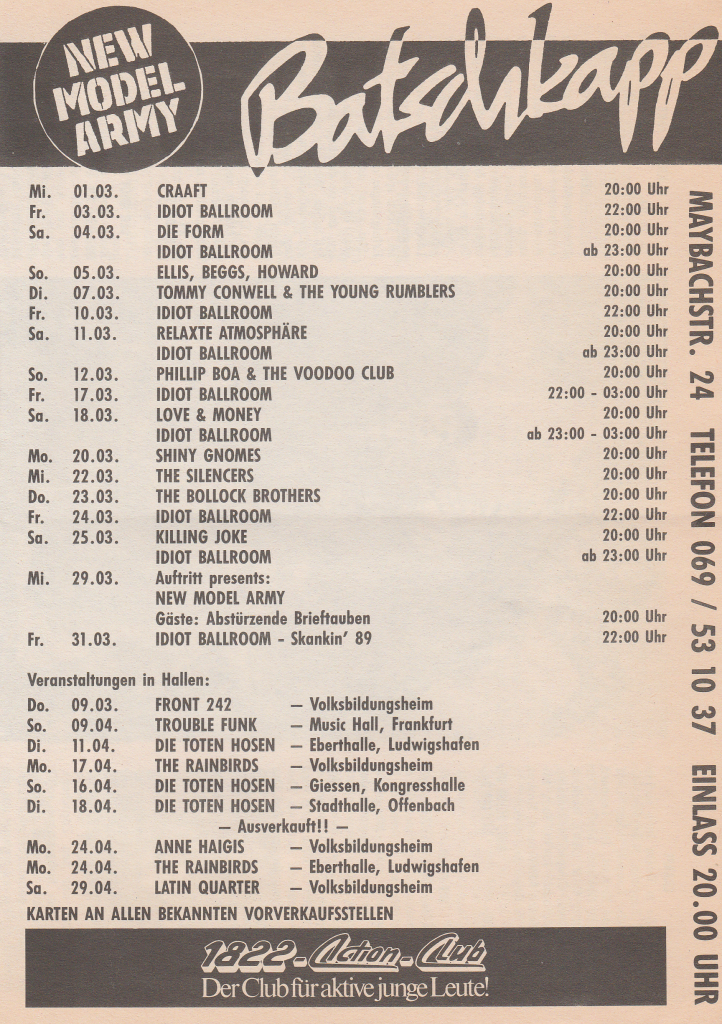 NEW
MODEL
ARMY
Batschkapp
Mi. 01.03. CRAAFT 20:00 Uhr
Fr. 03.03. IDIOT BALLROOM 22:00 Uhr
Sa. 04.03. DIE FORM 20:00 Uhr
IDIOT BALLROOM ab 23:00 Uhr
So. 05.03. ELLIS, BEGGS, HOWARD 20:00 Uhr
Di. 07.03. TOMMY CONWELL & THE YOUNG RUMBLERS 20:00 Uhr
Fr. 10.03. IDIOT BALLROOM 22:00 Uhr
Sa. 11.03. RELAXTE ATMOSPHÄRE 20:00 Uhr
IDIOT BALLROOM ab 23:00 Uhr
So. 12.03. PHILLIP BOA & THE VOODOO CLUB 20:00 Uhr
Fr. 17.03. IDIOT BALLROOM 22:00 - 03:00 Uhr
Sa. 18.03. LOVE & MONEY 20:00 Uhr
IDIOT BALLROOM ab 23:00 - 03:00 Uhr
Mo. 20.03. SHINY GNOMES 20:00 Uhr
Mi. 22.03. THE SILENCERS 20:00 Uhr
Do. 23.03. THE BOLLOCK BROTHERS 20:00 Uhr
Fr. 24.03. IDIOT BALLROOM 22:00 Uhr
Sa. 25.03. KILLING JOKE 20:00 Uhr
IDIOT BALLROOM ab 23:00 Uhr
Mi. 29.03. Auftritt presents:
NEW MODEL ARMY
Gäste: Abstürzende Brieftauben 20:00 Uhr
Fr. 31.03. IDIOT BALLROOM - Skankin' 89 22:00 Uhr
Veranstaltungen in Hallen:
Do. 09.03. FRONT 242 — Volksbildungsheim
So. 09.04. TROUBLE FUNK — Music Hall, Frankfurt
Di. 11.04. DIE TOTEN HOSEN — Eberthalle, Ludwigshafen
Mo. 17.04. THE RAINBIRDS — Volksbildungsheim
So. 16.04. DIE TOTEN HOSEN — Giessen, Kongresshalle
Di. 18.04. DIE TOTEN HOSEN — Stadthalle, Offenbach
— Ausverkauft!! —
Mo. 24.04. ANNE HAIGIS — Volksbildungsheim
Mo. 24.04. THE RAINBIRDS — Eberthalle, Ludwigshafen
Sa. 29.04. LATIN QUARTER — Volksbildungsheim
KARTEN AN ALLEN BEKANNTEN VORVERKAUFSSTELLEN
1822-Action-Club
Der Club für aktive junge Leute!
MAYBACHSTR. 24 TELEFON 069 / 53 10 37 EINLASS 20.00 UHR